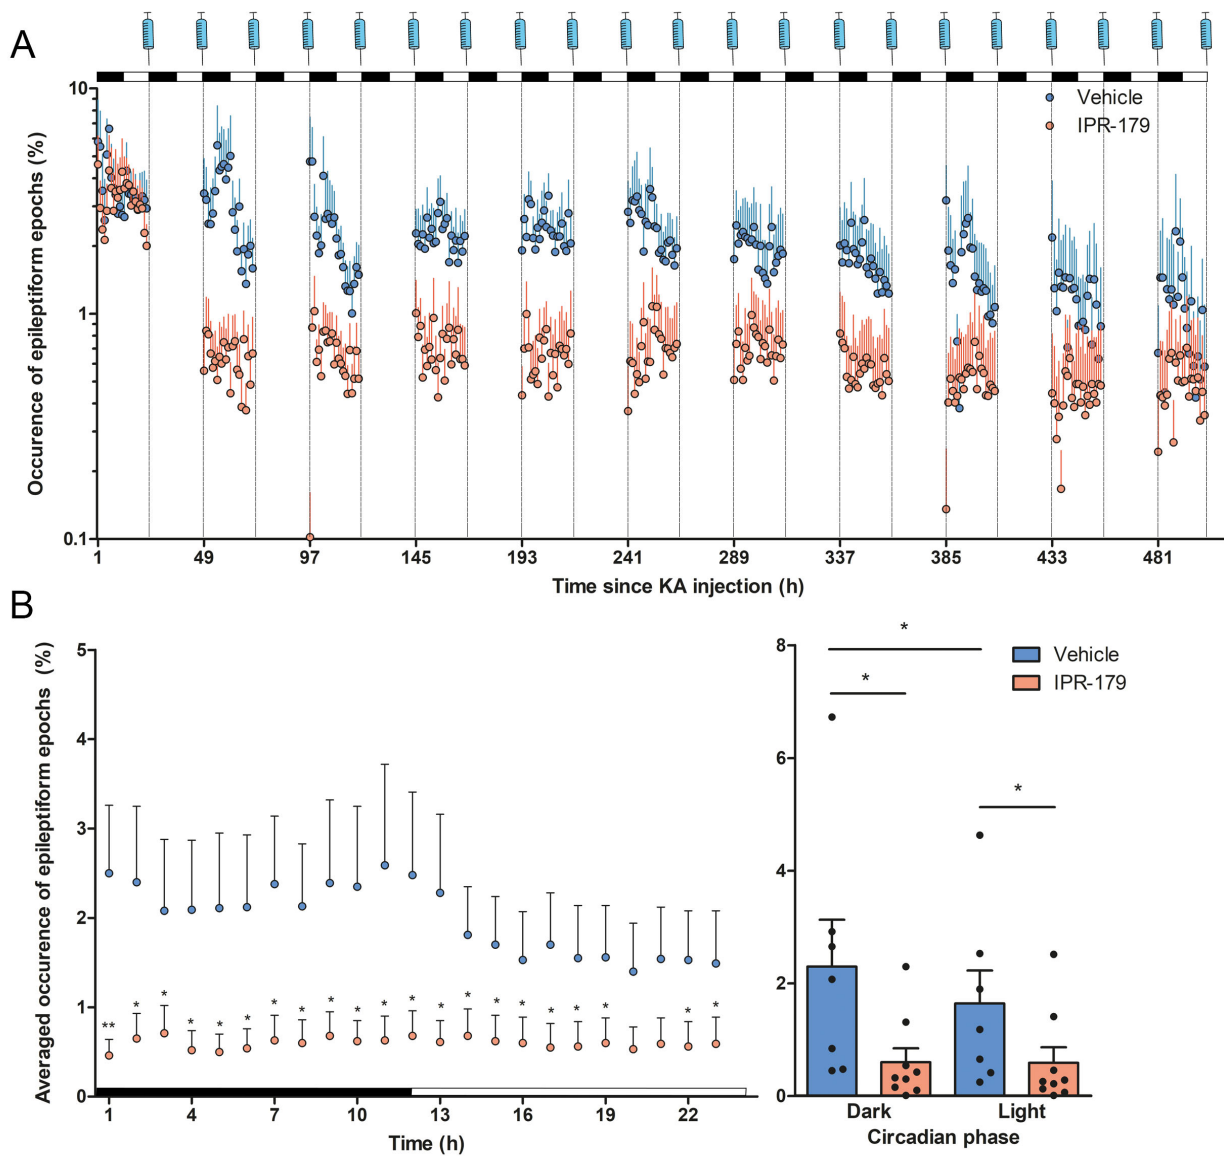 A
Occurence of epileptiform epochs (%)
10
1
0.1
Vehicle
IPR-179
1 49 97 145 193 241 289 337 385 433 481
Time since KA injection (h)
B
Averaged occurence of epileptiform epochs (%)
5
4
3
2
1
0
** * * * * * * * * * * * * * * * * * * * *
1 4 7 10 13 16 19 22
Time (h)
8
6
4
2
0
*
*
*
Vehicle
IPR-179
Dark Light
Circadian phase